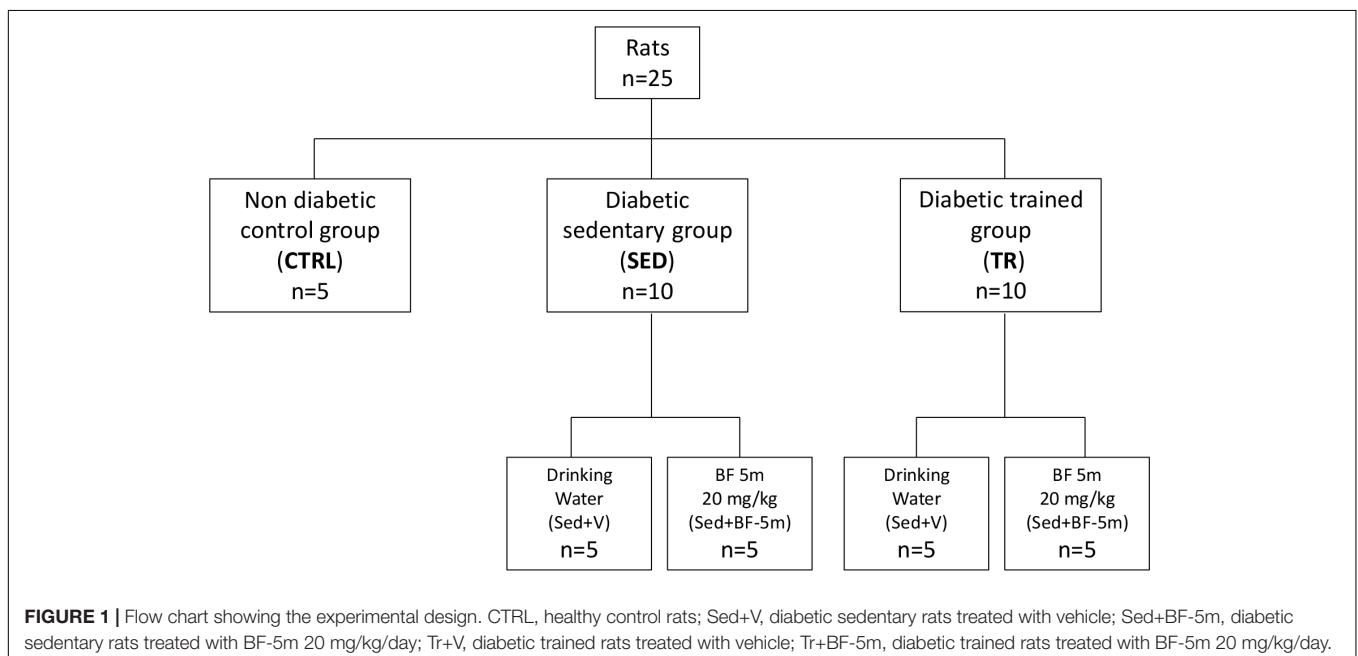 Rats
n=25
Non diabetic
control group
(CTRL)
n=5
Diabetic
sedentary group
(SED)
n=10
Diabetic trained
group
(TR)
n=10
Drinking
Water
(Sed+V)
n=5
BF 5m
20 mg/kg
(Sed+BF-5m)
n=5
Drinking
Water
(Sed+V)
n=5
BF 5m
20 mg/kg
(Sed+BF-5m)
n=5
FIGURE 1 | Flow chart showing the experimental design. CTRL, healthy control rats; Sed+V, diabetic sedentary rats treated with vehicle; Sed+BF-5m, diabetic
sedentary rats treated with BF-5m 20 mg/kg/day; Tr+V, diabetic trained rats treated with vehicle; Tr+BF-5m, diabetic trained rats treated with BF-5m 20 mg/kg/day.